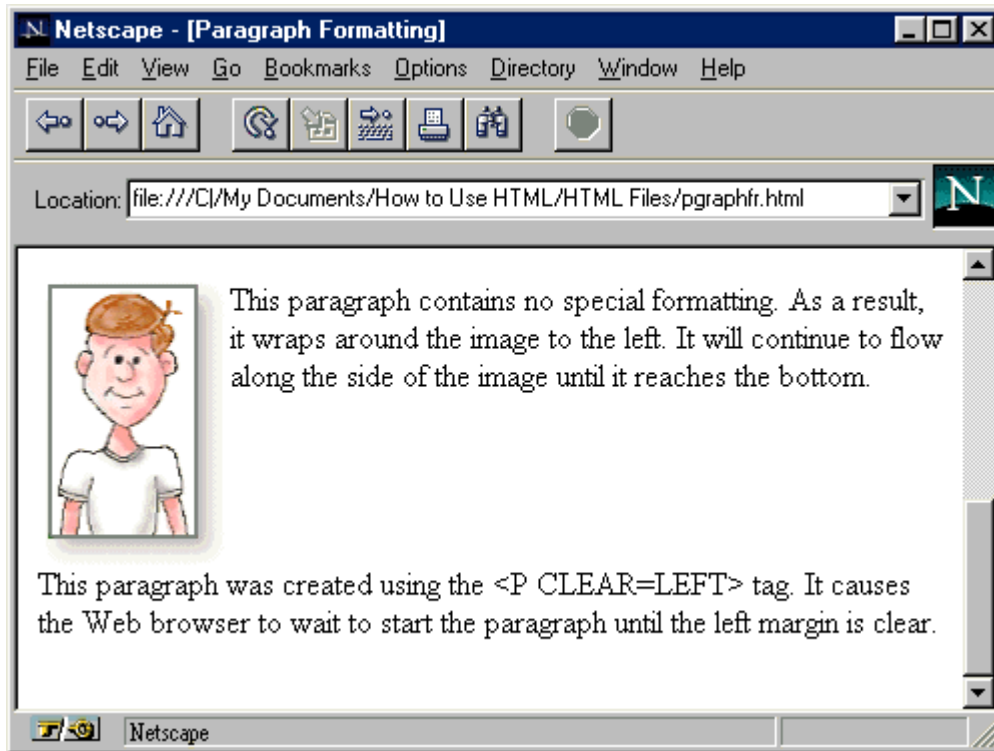 N Netscape - [Paragraph Formatting]
File Edit View Go Bookmarks Options Directory Window Help
Location: file:///C|/My Documents/How to Use HTML/HTML Files/pgraphfr.html
N
This paragraph contains no special formatting. As a result,
it wraps around the image to the left. It will continue to flow
along the side of the image until it reaches the bottom.
This paragraph was created using the <P CLEAR=LEFT> tag. It causes
the Web browser to wait to start the paragraph until the left margin is clear.
Netscape